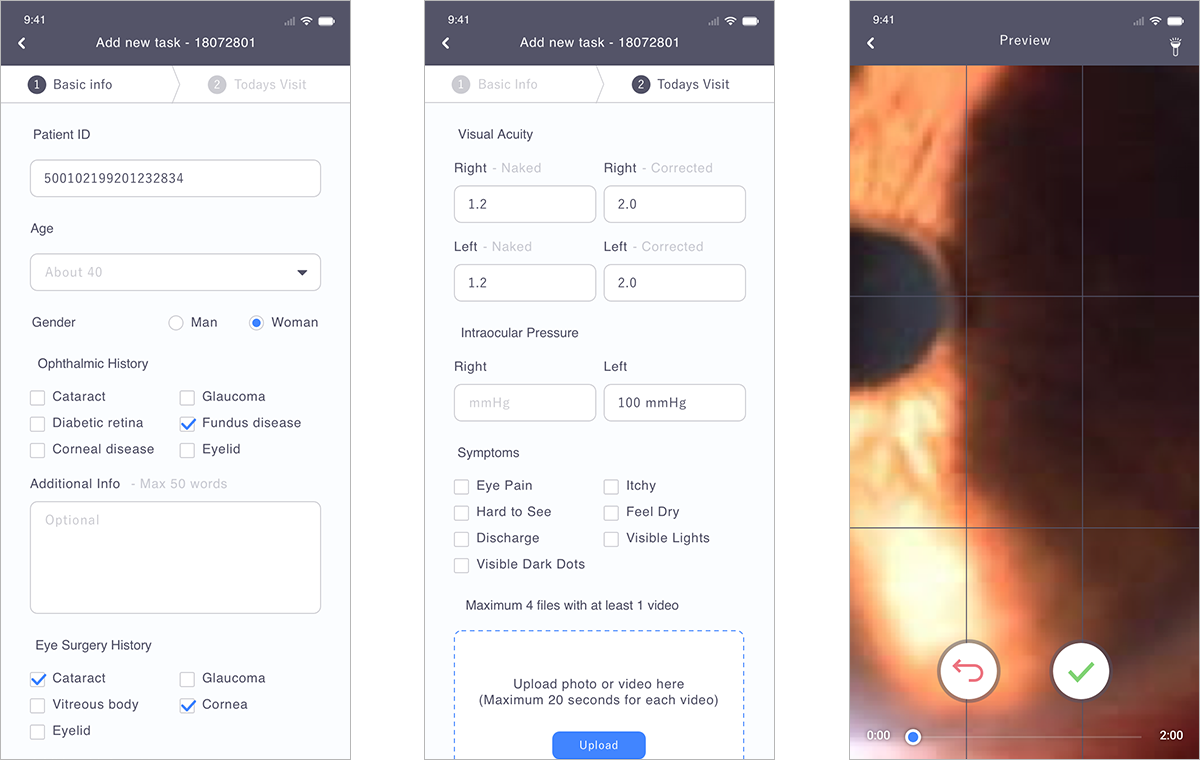 9:41
Add new task - 18072801
1 Basic info
2 Todays Visit
Patient ID
500102199201232834
Age
About 40
Gender Man Woman
Ophthalmic History
Cataract Glaucoma
Diabetic retina Fundus disease
Corneal disease Eyelid
Additional Info - Max 50 words
Optional
Eye Surgery History
Cataract Glaucoma
Vitreous body Cornea
Eyelid
9:41
Add new task - 18072801
1 Basic Info
2 Todays Visit
Visual Acuity
Right - Naked Right - Corrected
1.2 2.0
Left - Naked Left - Corrected
1.2 2.0
Intraocular Pressure
Right Left
mmHg 100 mmHg
Symptoms
Eye Pain Itchy
Hard to See Feel Dry
Discharge Visible Lights
Visible Dark Dots
Maximum 4 files with at least 1 video
Upload photo or video here
(Maximum 20 seconds for each video)
Upload
9:41
Preview
0:00 2:00